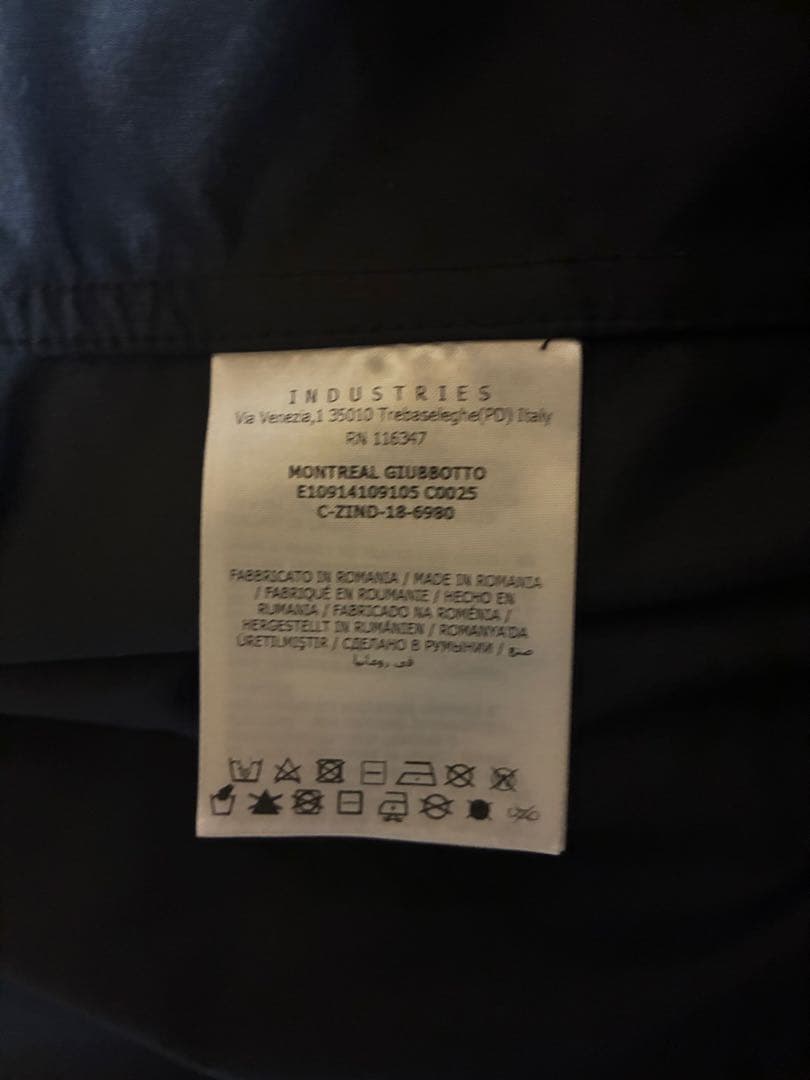 INDUSTRIES
Via Venezia,1 35010 Trebaseleghe(PD) Italy
RN 116347
MONTREAL GIUBBOTTO
E10914109105 C0025
C-ZIND-18-6980
FABBRICATO IN ROMANIA / MADE IN ROMANIA
/ FABRIQUÉ EN ROUMANIE / HECHO EN
RUMANIA / FABRICADO NA ROMÉNIA /
HERGESTELLT IN RUMÄNIEN / ROMANYA'DA
ÜRETILMIŞTIR / СДЕЛАНО В РУМЫНИИ / صنع
في رومانيا